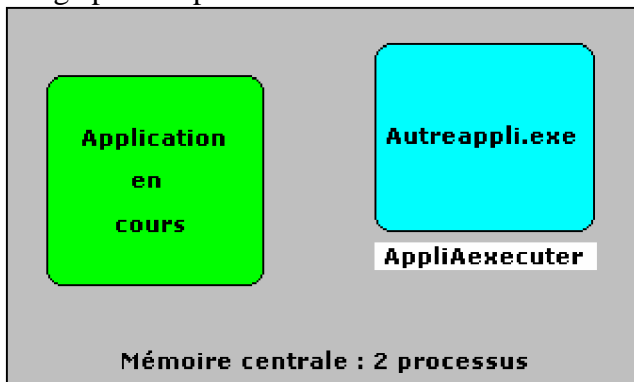 Application
en
cours
Autreappli.exe
AppliAexecuter
Mémoire centrale : 2 processus